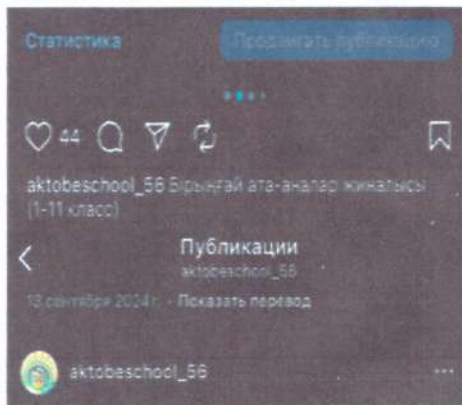 Статистика
Продвигать публикацию
44
aktobeschool_56 Бірыңғай ата-аналар жиналысы
(1-11 класс)
Публикации
aktobeschool_56
13 сентября 2024 г. · Показать перевод
aktobeschool_56